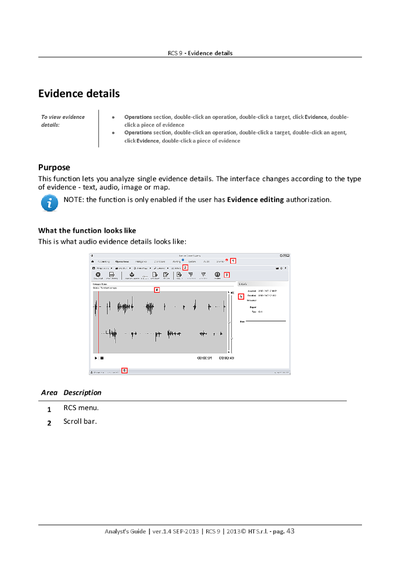 RCS 9 - Evidence details
Evidence details
To view evidence
details:
• Operations section, double-click an operation, double-click a target, click Evidence, double-
click a piece of evidence
• Operations section, double-click an operation, double-click a target, double-click an agent,
click Evidence, double-click a piece of evidence
Purpose
This function lets you analyze single evidence details. The interface changes according to the type
of evidence - text, audio, image or map.
NOTE: the function is only enabled if the user has Evidence editing authorization.
What the function looks like
This is what audio evidence details looks like:
Area Description
1 RCS menu.
2 Scroll bar.
Analyst's Guide | ver.1.4 SEP-2013 | RCS 9 | 2013© HT S.r.l. - pag. 43